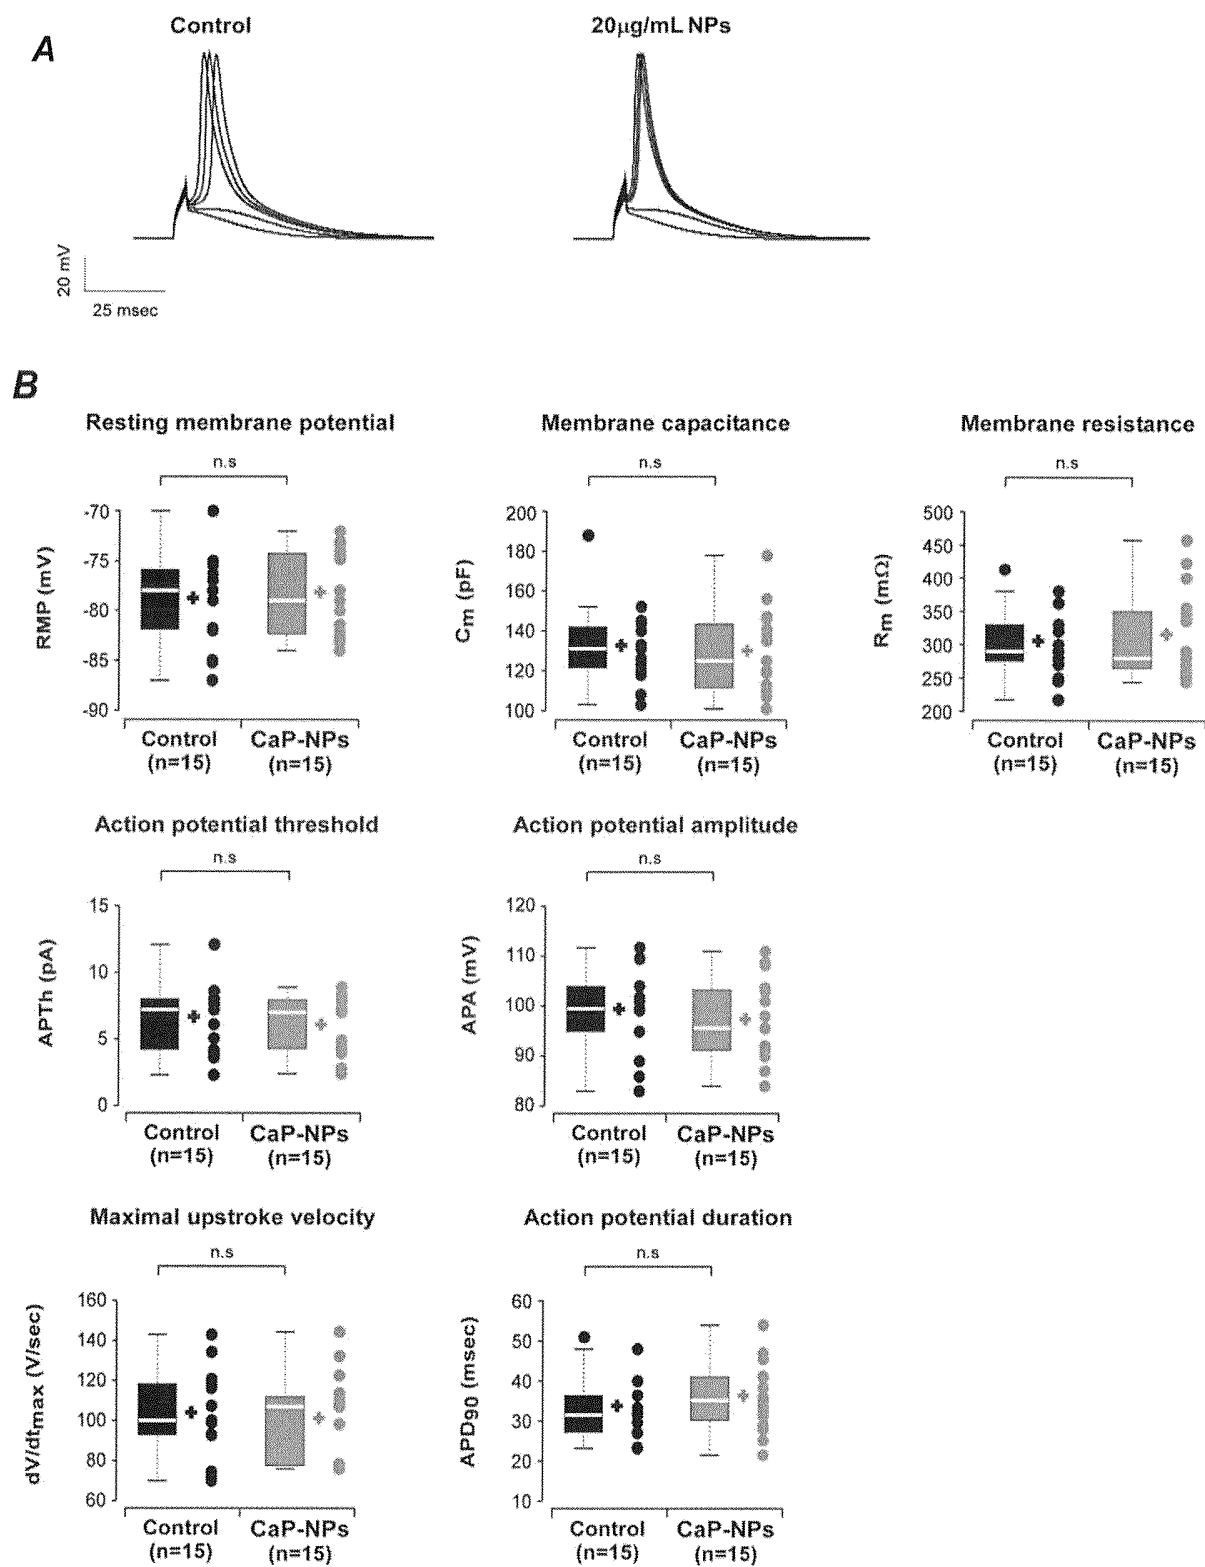 A
Control
20µg/mL NPs
20 mV
25 msec
B
Resting membrane potential
n.s
RMP (mV)
-70
-75
-80
-85
-90
Control
(n=15)
CaP-NPs
(n=15)
Membrane capacitance
n.s
Cm (pF)
200
180
160
140
120
100
Control
(n=15)
CaP-NPs
(n=15)
Membrane resistance
n.s
Rm (mΩ)
500
450
400
350
300
250
200
Control
(n=15)
CaP-NPs
(n=15)
Action potential threshold
n.s
APTh (pA)
15
10
5
0
Control
(n=15)
CaP-NPs
(n=15)
Action potential amplitude
n.s
APA (mV)
120
110
100
90
80
Control
(n=15)
CaP-NPs
(n=15)
Maximal upstroke velocity
n.s
dV/dtmax (V/sec)
160
140
120
100
80
60
Control
(n=15)
CaP-NPs
(n=15)
Action potential duration
n.s
APD90 (msec)
60
50
40
30
20
10
Control
(n=15)
CaP-NPs
(n=15)